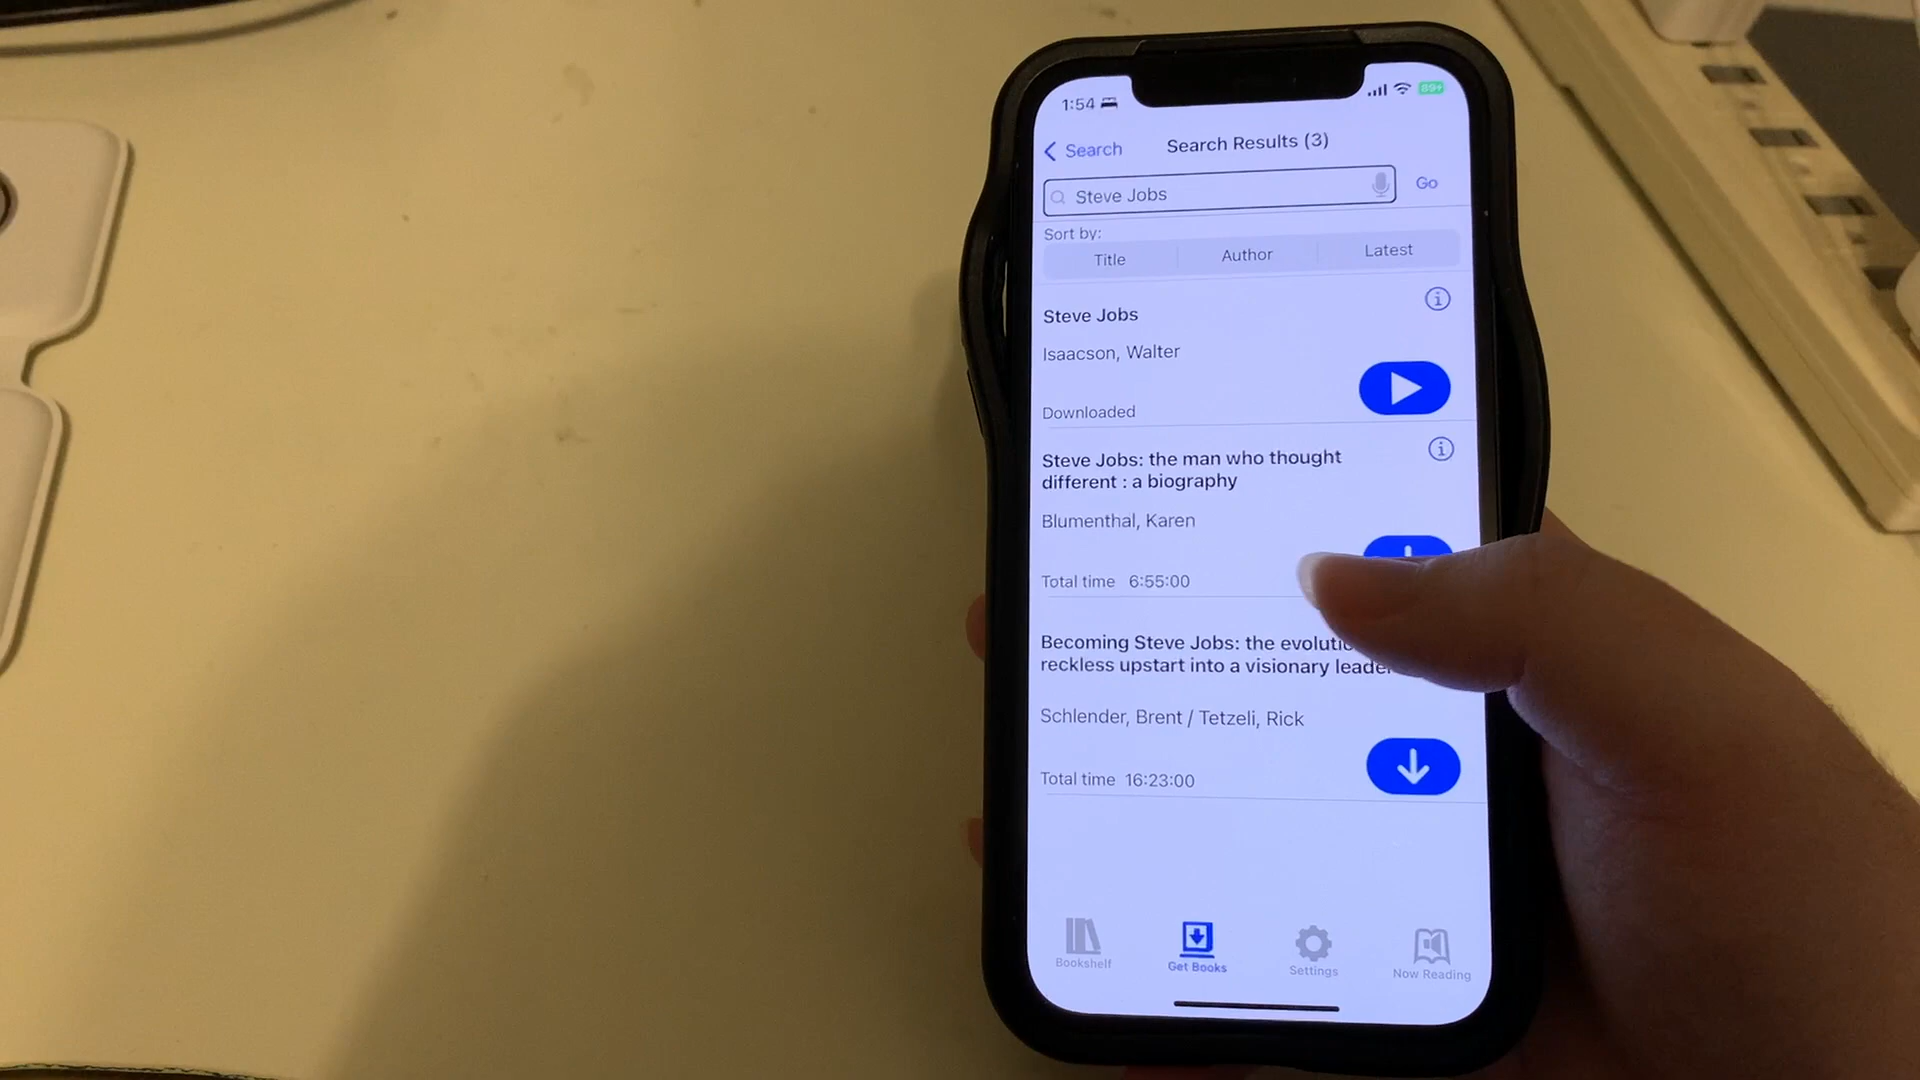 1:54
89+
Search
Search Results (3)
Steve Jobs
Go
Sort by:
Title
Author
Latest
Steve Jobs
Isaacson, Walter
Downloaded
Steve Jobs: the man who thought
different : a biography
Blumenthal, Karen
Total time 6:55:00
Becoming Steve Jobs: the
reckless upstart into a visionary
Schlender, Brent / Tetzeli, Rick
Total time 16:23:00
Bookshelf
Get Books
Settings
Now Reading